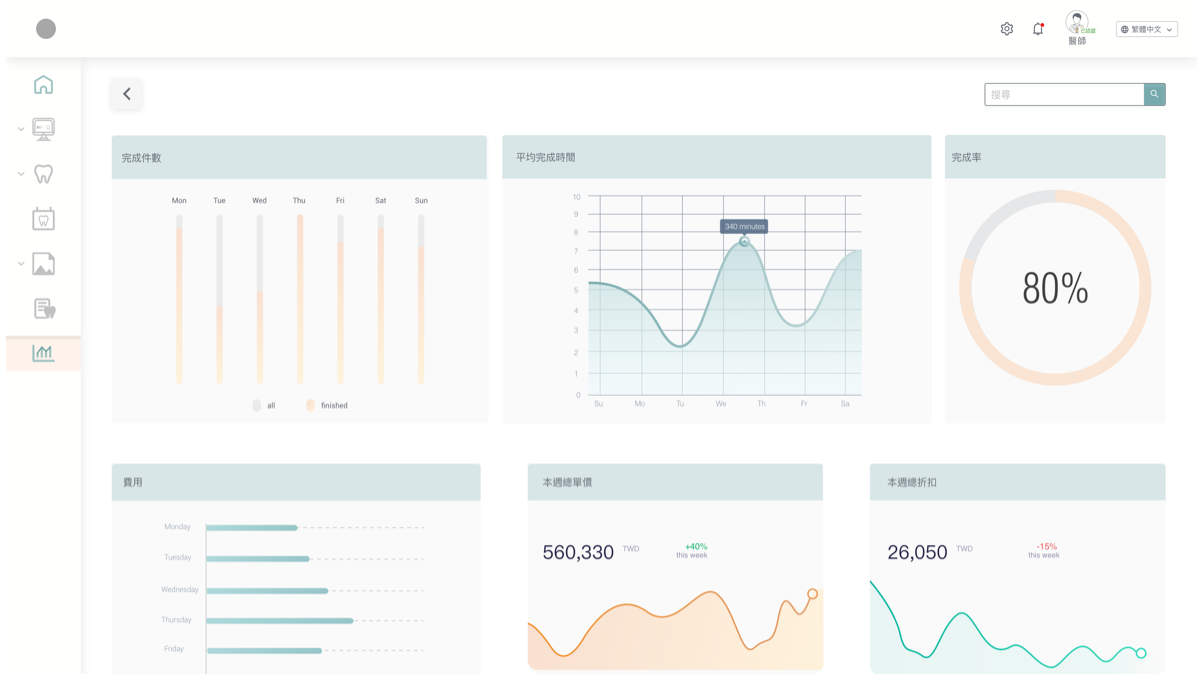 已認證
醫師
繁體中文
搜尋
完成件數
Mon Tue Wed Thu Fri Sat Sun
all finished
平均完成時間
10
9
8
7
6
5
4
3
2
1
0
340 minutes
Su Mo Tu We Th Fr Sa
完成率
80%
費用
Monday
Tuesday
Wednesday
Thursday
Friday
本週總單價
560,330 TWD +40%
this week
本週總折扣
26,050 TWD -15%
this week